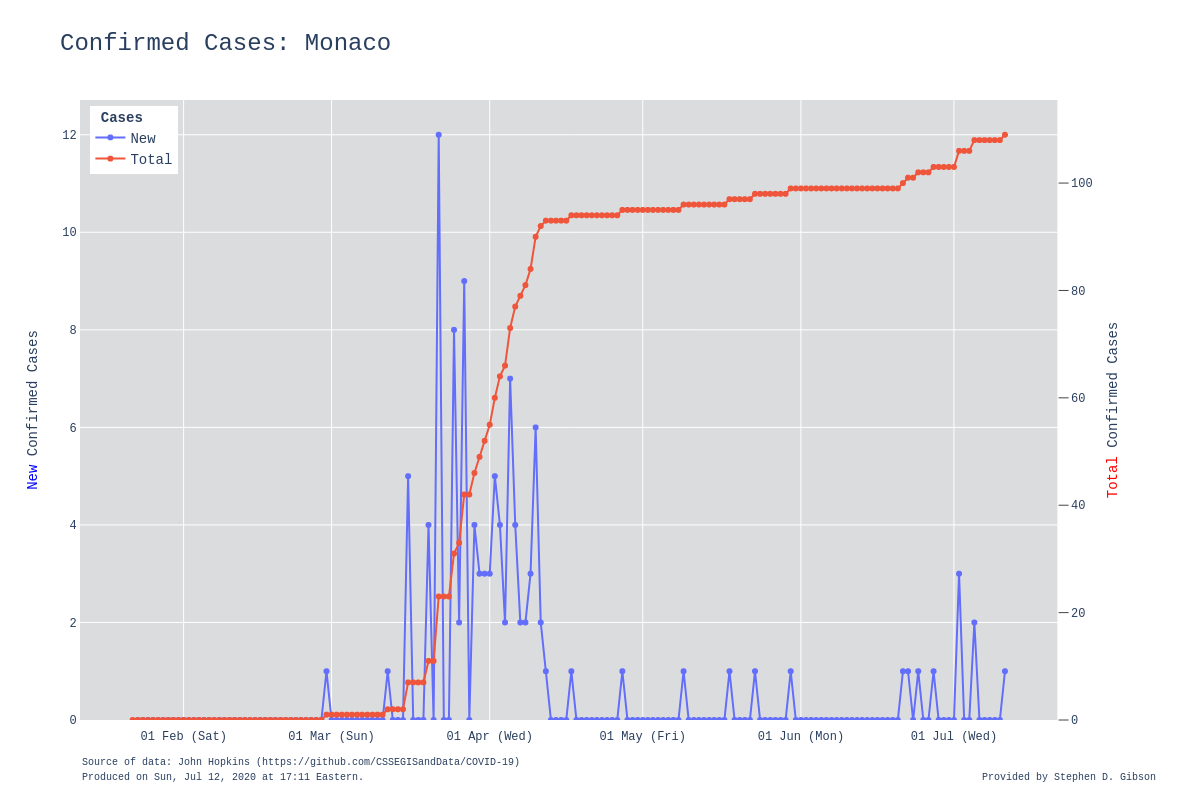 Confirmed Cases: Monaco
Cases
New
Total
12
10
8
6
4
2
0
100
80
60
40
20
0
New Confirmed Cases
Total Confirmed Cases
01 Feb (Sat) 01 Mar (Sun) 01 Apr (Wed) 01 May (Fri) 01 Jun (Mon) 01 Jul (Wed)
Source of data: John Hopkins (https://github.com/CSSEGISandData/COVID-19)
Produced on Sun, Jul 12, 2020 at 17:11 Eastern.
Provided by Stephen D. Gibson